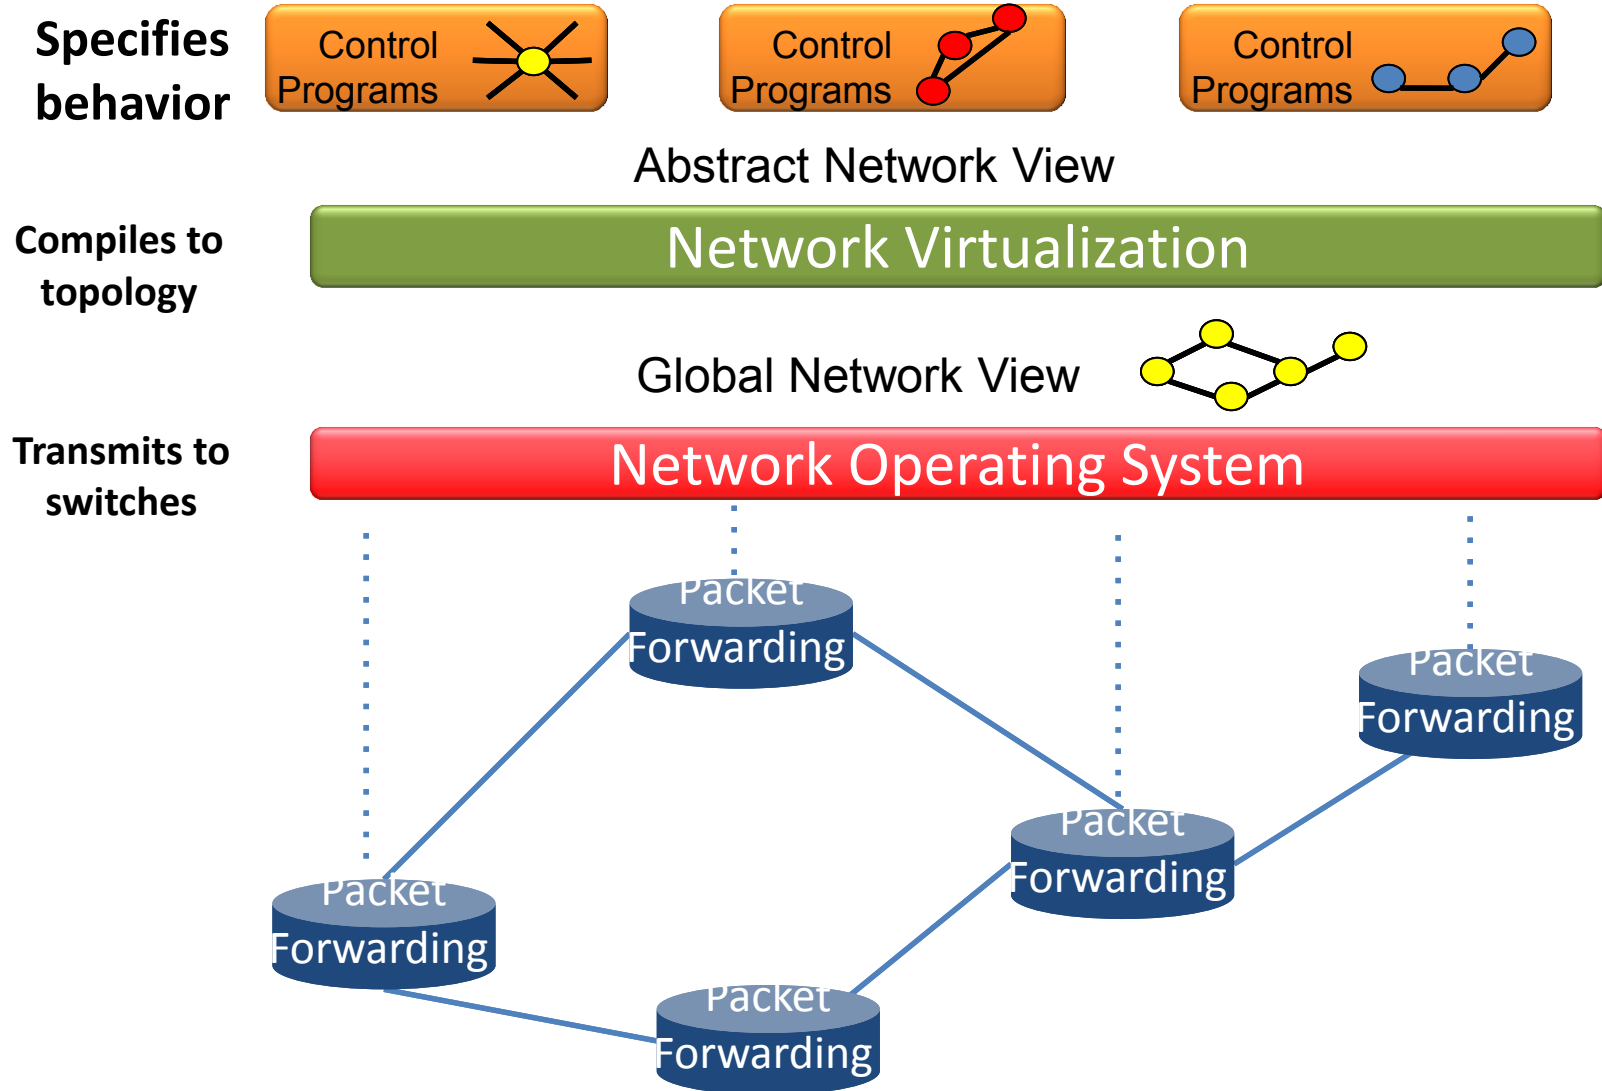 Specifies
behavior
Control
Programs
Control
Programs
Control
Programs
Abstract Network View
Compiles to
topology
Network Virtualization
Global Network View
Transmits to
switches
Network Operating System
Packet
Forwarding
Packet
Forwarding
Packet
Forwarding
Packet
Forwarding
Packet
Forwarding